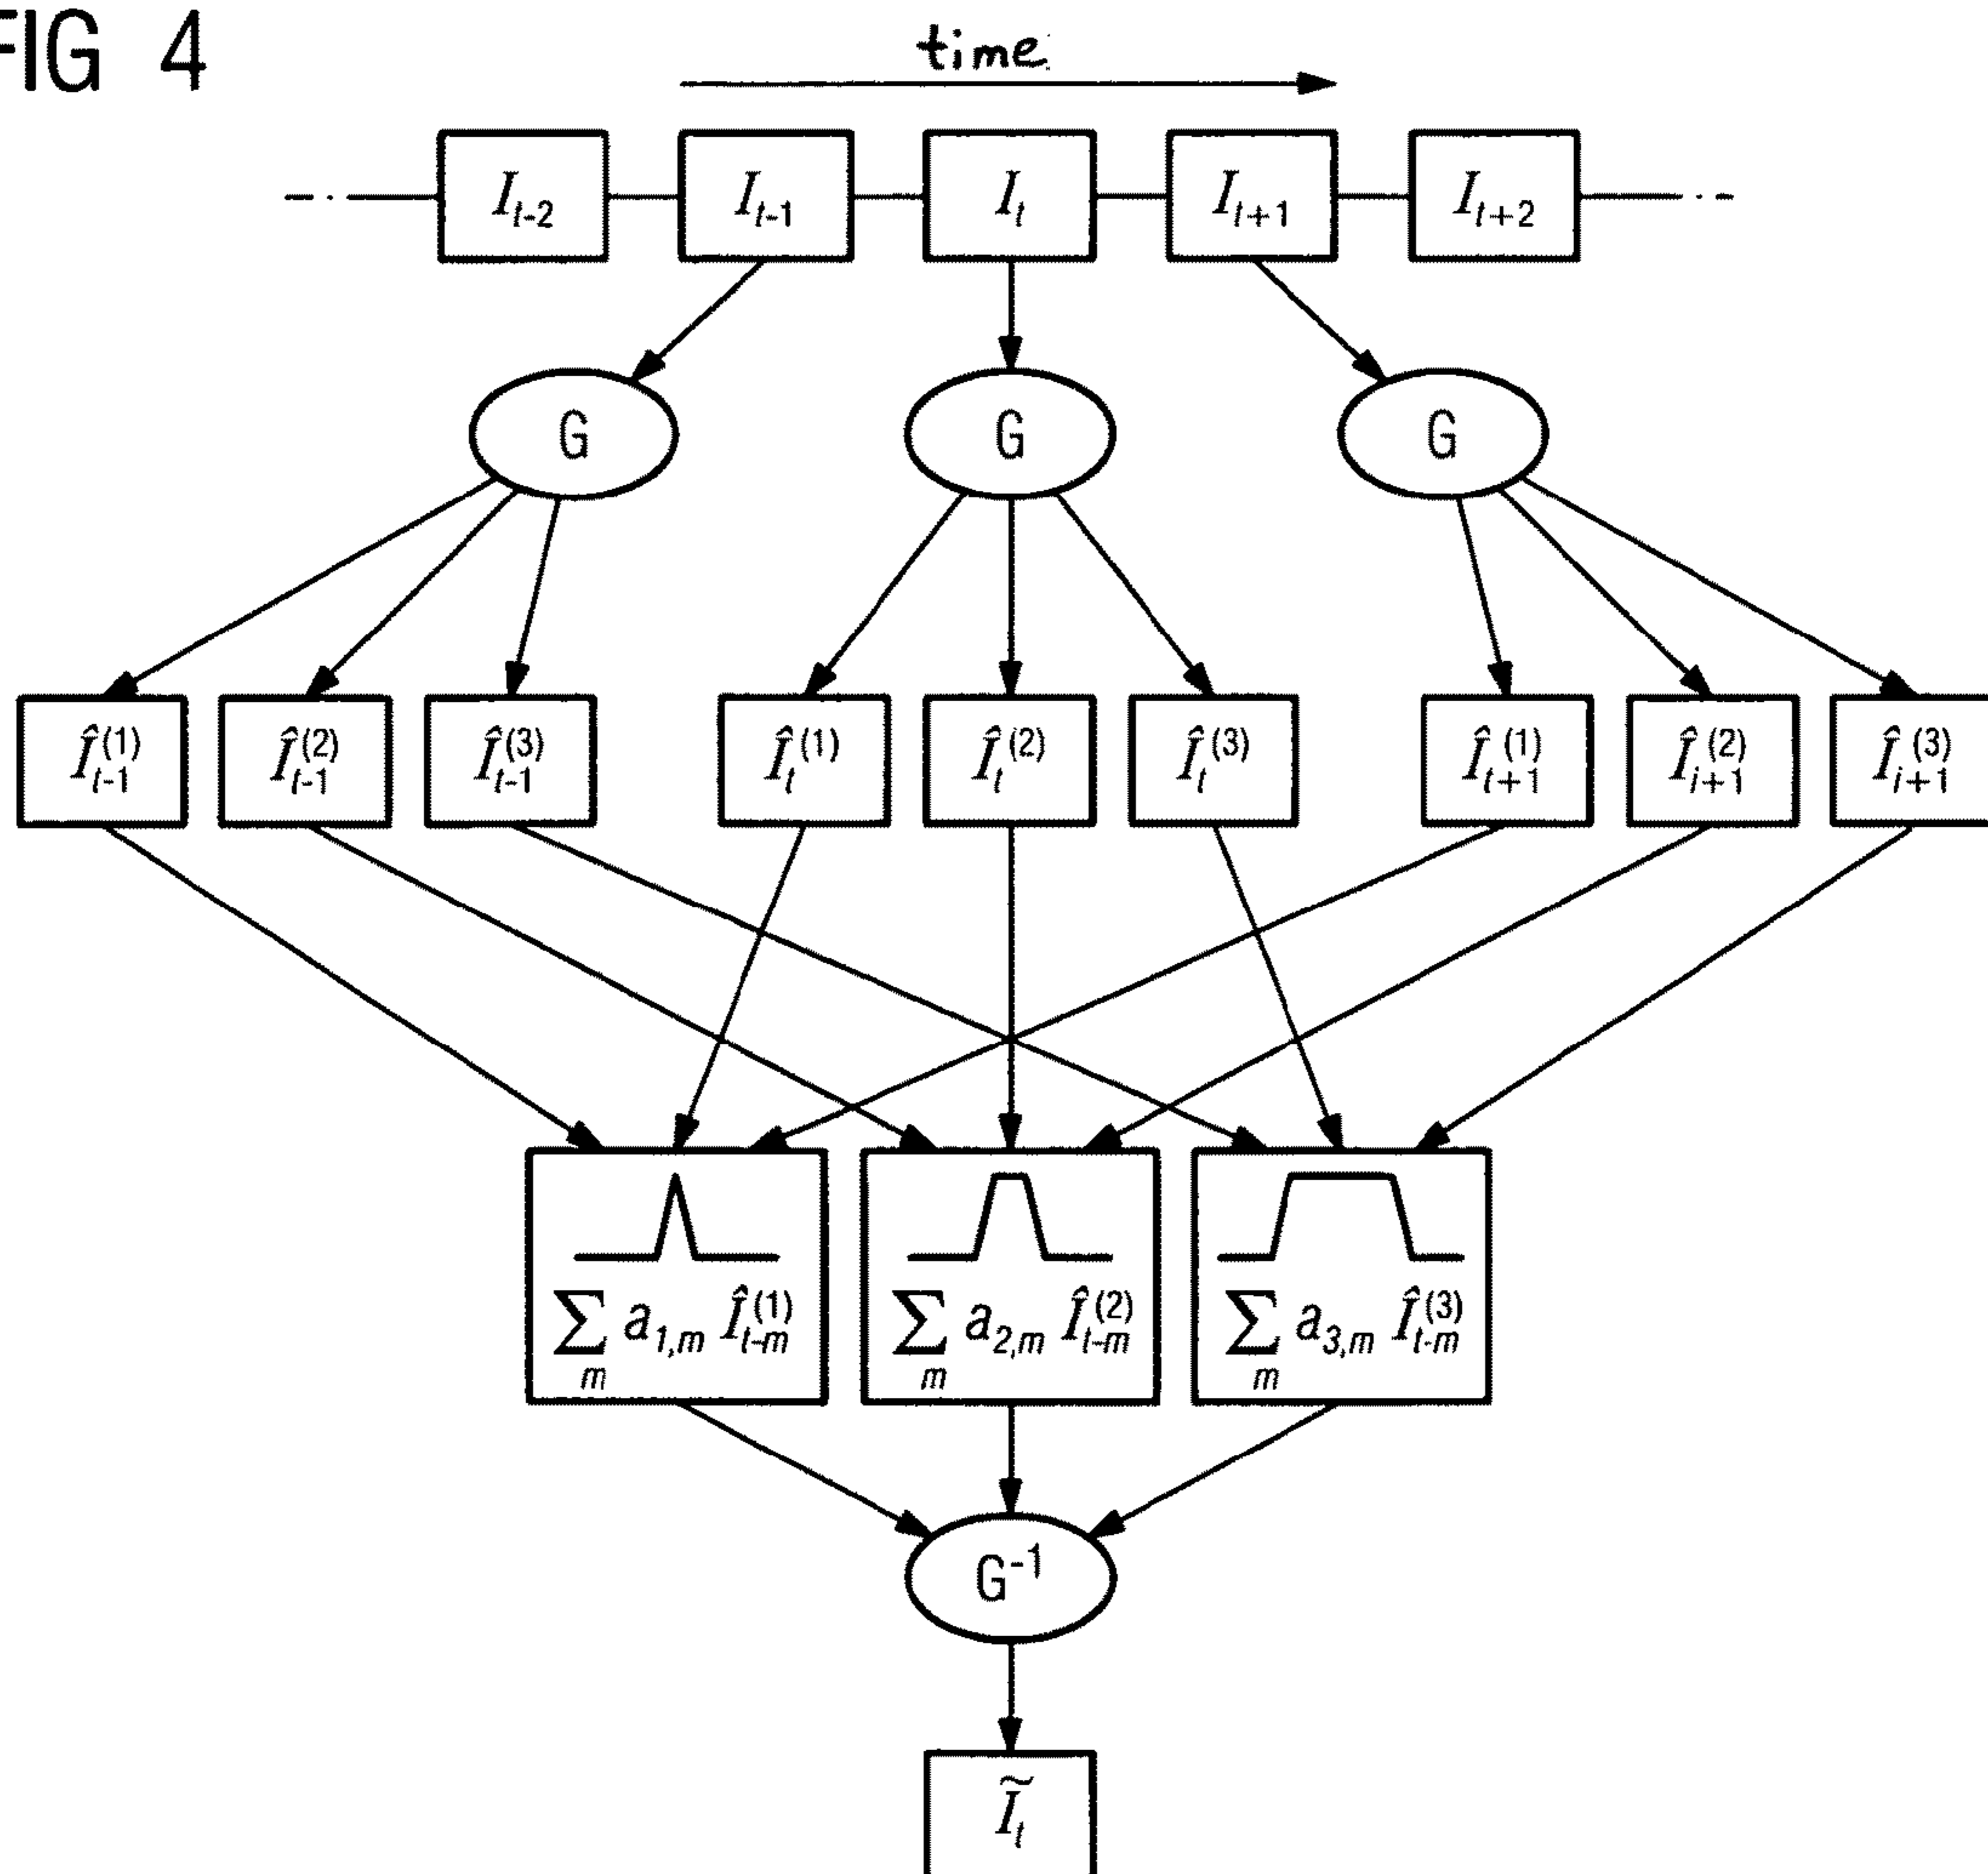 FIG 4
time
I_{t-2} I_{t-1} I_t I_{t+1} I_{t+2}
G G G
Î_{t-1}^{(1)} Î_{t-1}^{(2)} Î_{t-1}^{(3)} Î_t^{(1)} Î_t^{(2)} Î_t^{(3)} Î_{t+1}^{(1)} Î_{i+1}^{(2)} Î_{i+1}^{(3)}
∑_m a_{1,m} Î_{t-m}^{(1)} ∑_m a_{2,m} Î_{t-m}^{(2)} ∑_m a_{3,m} Î_{t-m}^{(3)}
G^{-1}
Ĩ_t